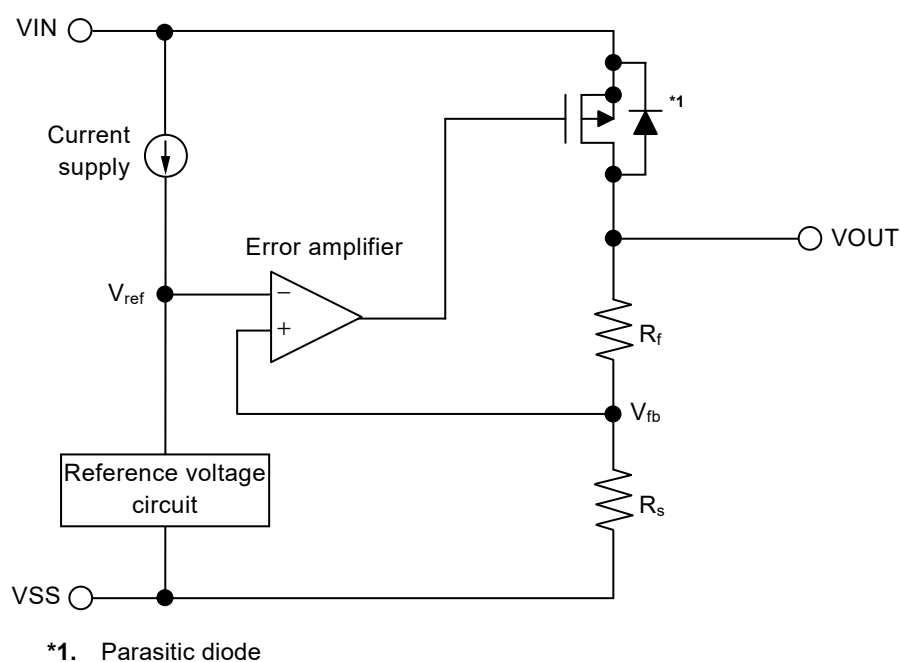 VIN
*1
Current
supply
VOUT
Error amplifier
Vref
−
+
Rf
Vfb
Reference voltage
circuit
Rs
VSS
*1. Parasitic diode